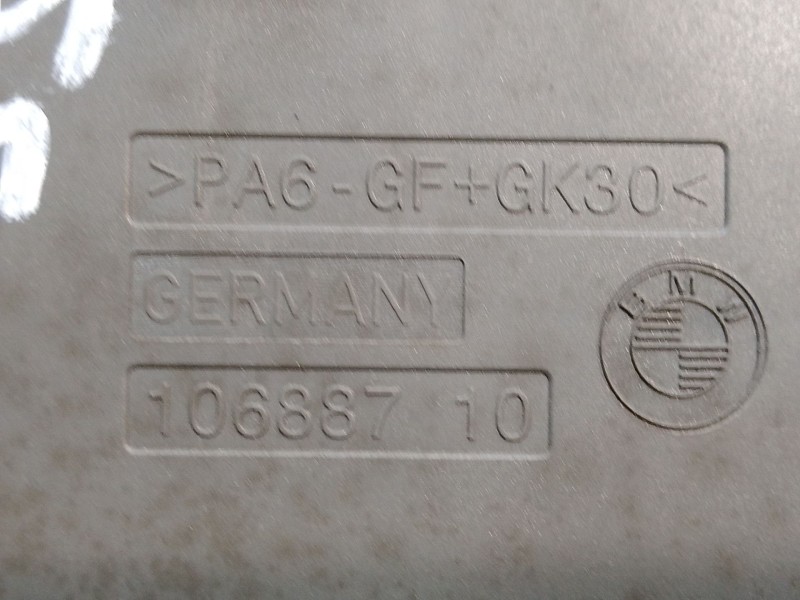 >PA6-GF+GK30<
GERMANY
BMW
106887 10